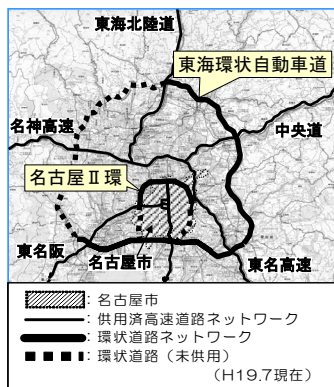 東海北陸道
東海環状自動車道
名神高速
中央道
名古屋Ⅱ環
東名阪
名古屋市
東名高速
：名古屋市
：供用済高速道路ネットワーク
：環状道路ネットワーク
：環状道路（未供用）
（H19.7現在）